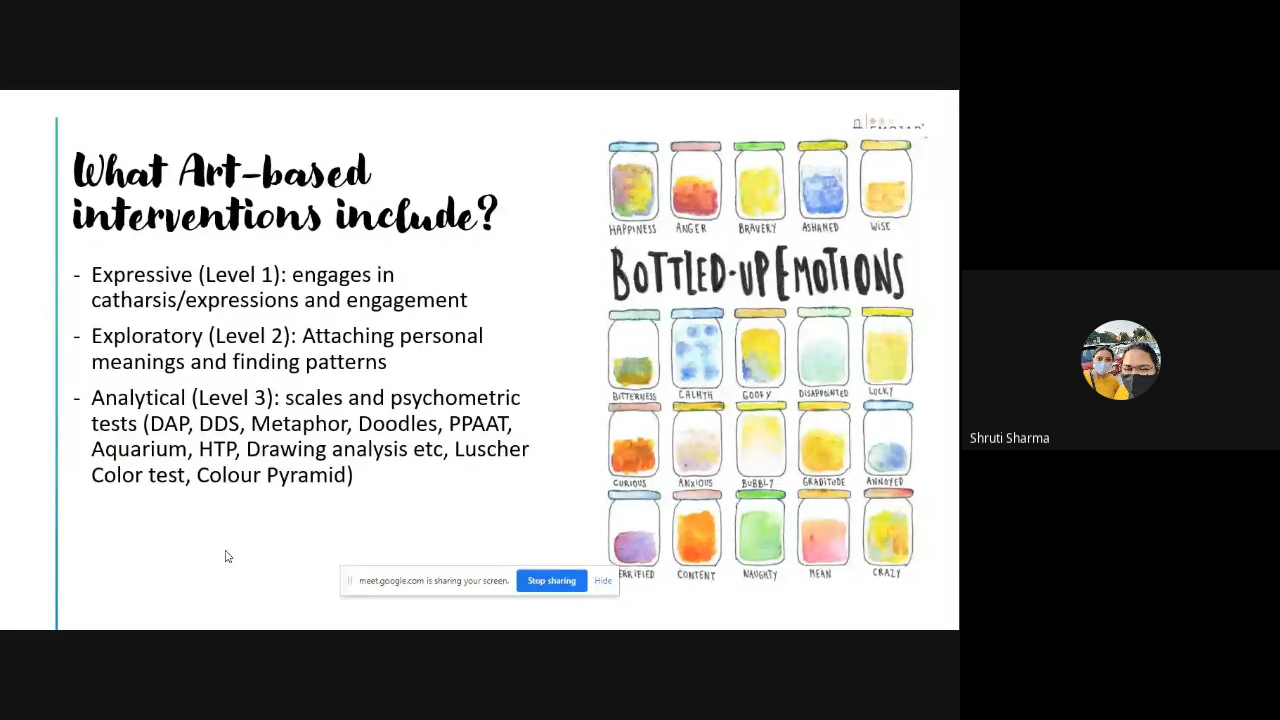 What Art-based
interventions include?
- Expressive (Level 1): engages in
catharsis/expressions and engagement
- Exploratory (Level 2): Attaching personal
meanings and finding patterns
- Analytical (Level 3): scales and psychometric
tests (DAP, DDS, Metaphor, Doodles, PPAAT,
Aquarium, HTP, Drawing analysis etc, Luscher
Color test, Colour Pyramid)
HAPPINESS ANGER BRAVERY ASHAMED WISE
BOTTLED-UP EMOTIONS
BITTERNESS CALMTH GOOFY DISAPPOINTED LUCKY
CURIOUS ANXIOUS BUBBLY GRADITUDE ANNOYED
ERRIFIED CONTENT NAUGHTY MEAN CRAZY
meet.google.com is sharing your screen.
Stop sharing
Hide
Shruti Sharma